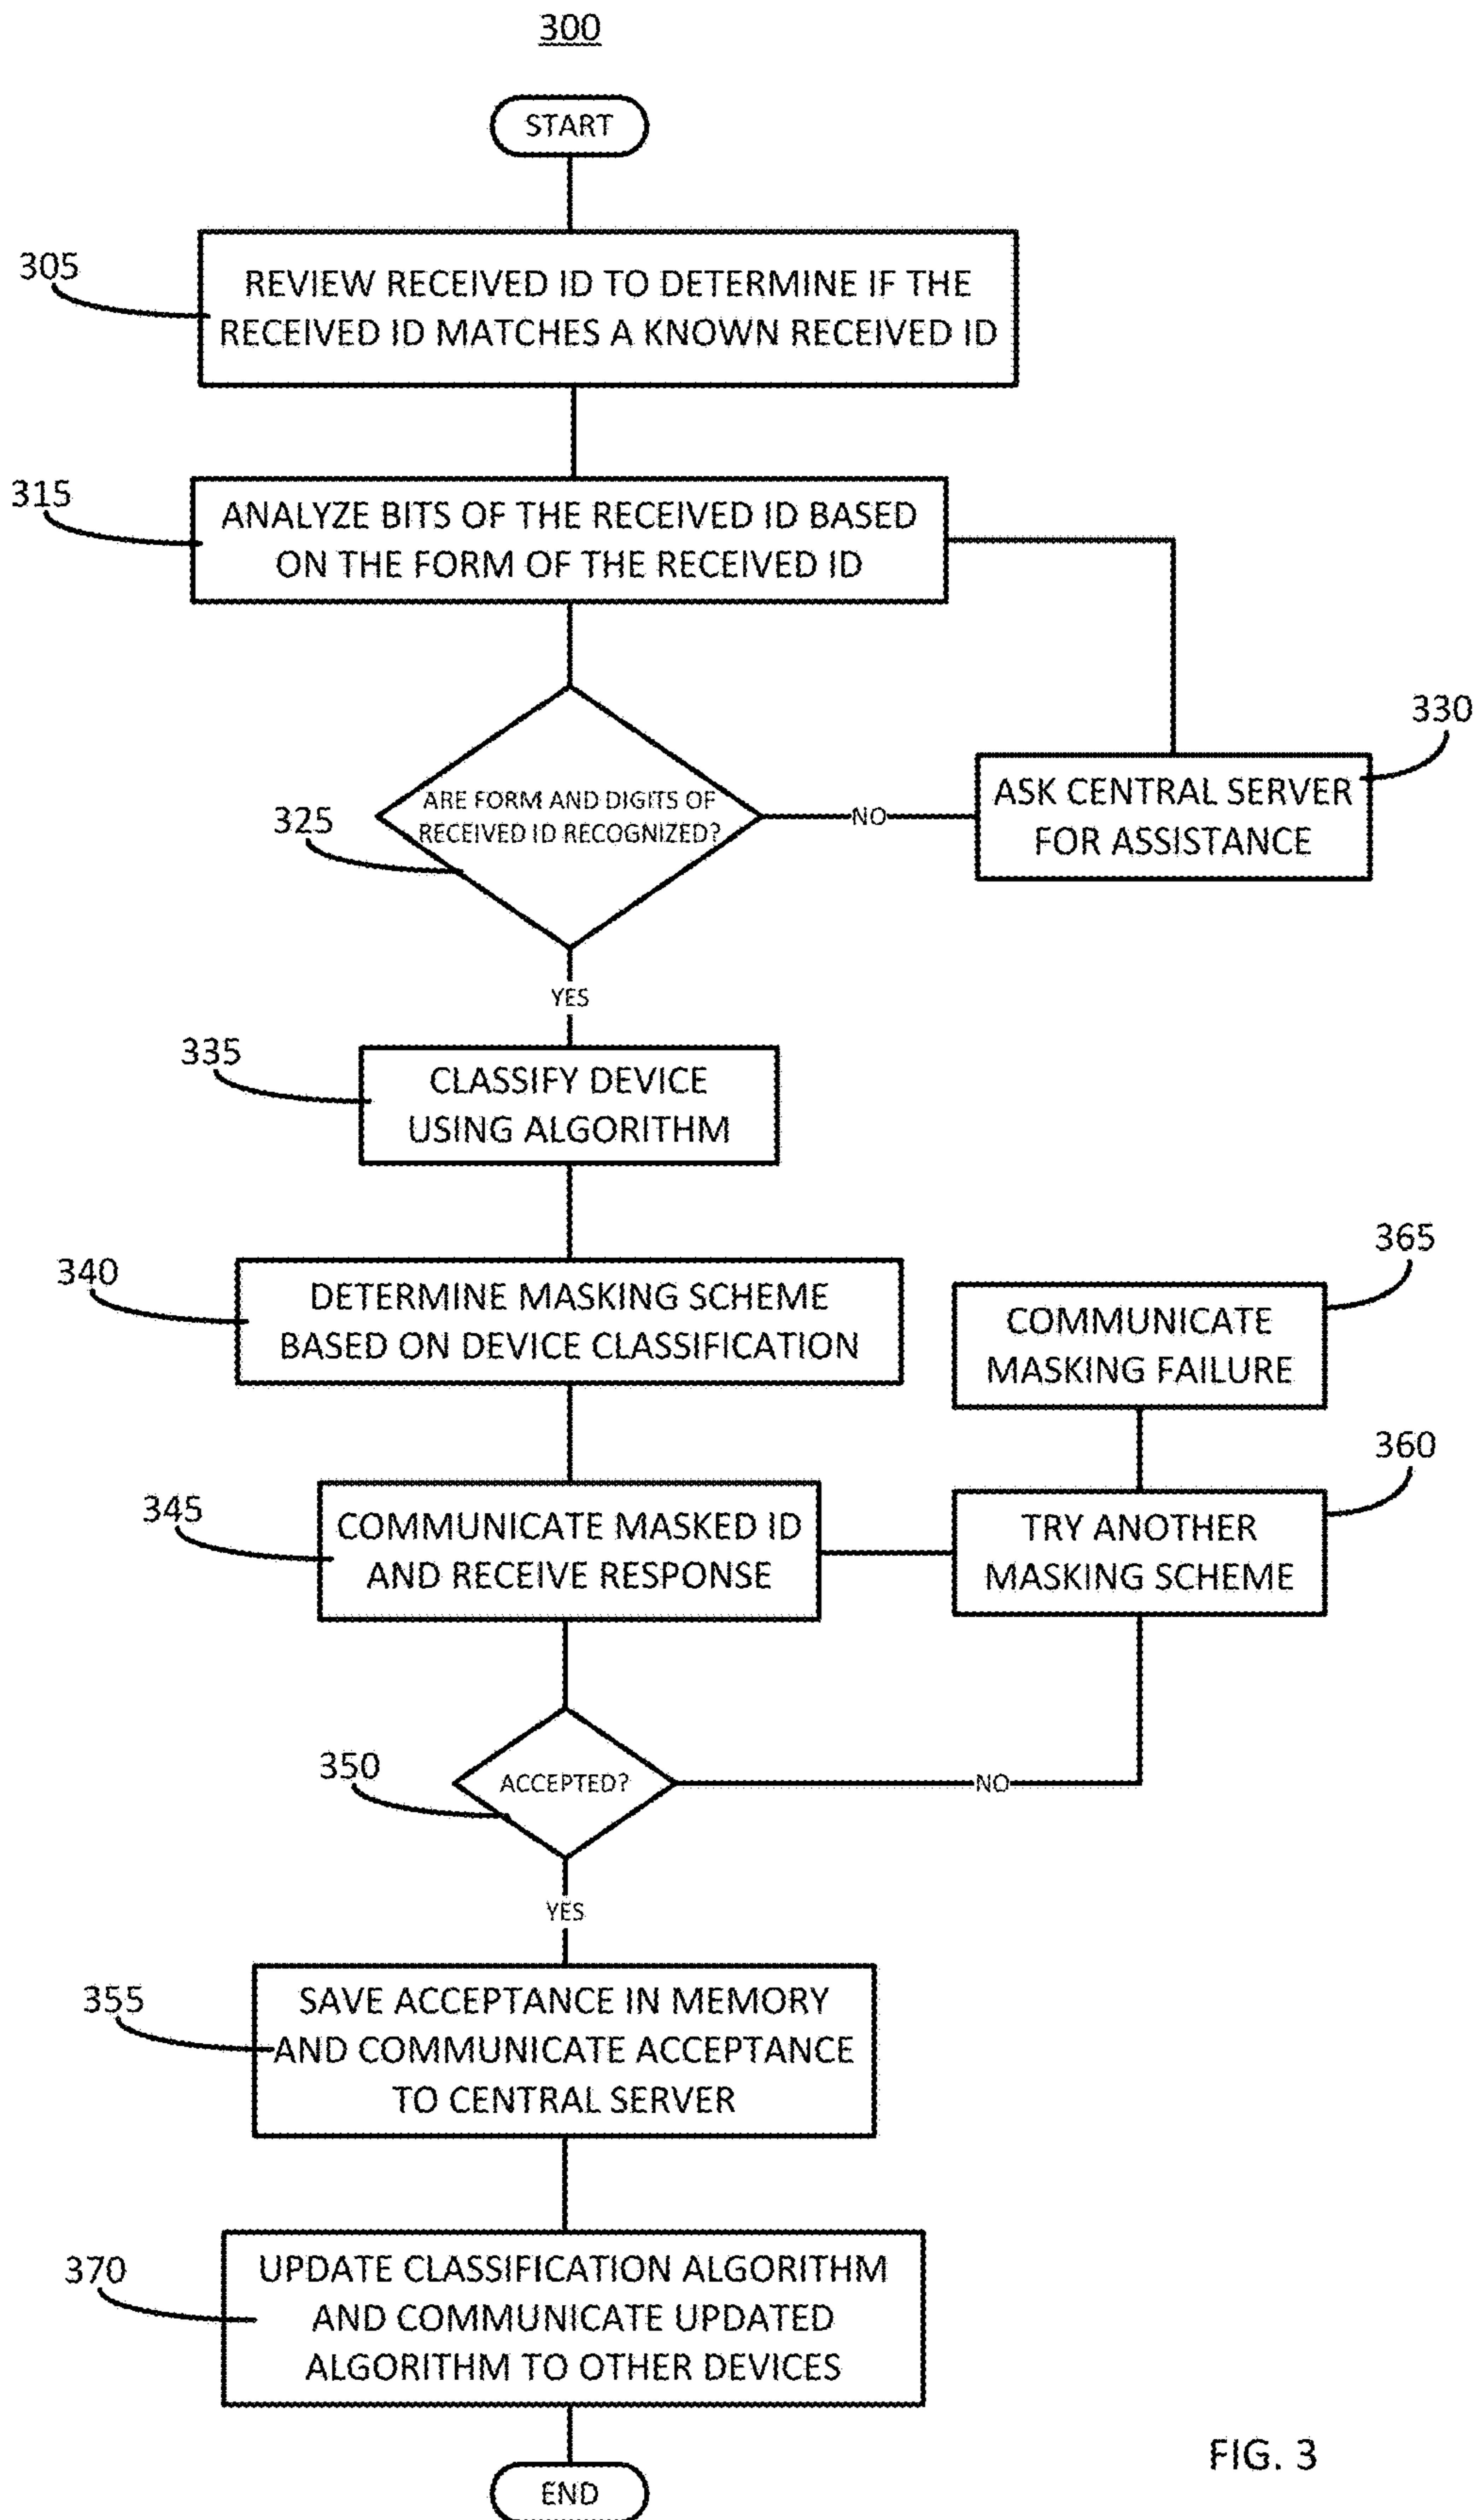 300
START
305
REVIEW RECEIVED ID TO DETERMINE IF THE
RECEIVED ID MATCHES A KNOWN RECEIVED ID
315
ANALYZE BITS OF THE RECEIVED ID BASED
ON THE FORM OF THE RECEIVED ID
325
ARE FORM AND DIGITS OF
RECEIVED ID RECOGNIZED?
NO
330
ASK CENTRAL SERVER
FOR ASSISTANCE
YES
335
CLASSIFY DEVICE
USING ALGORITHM
340
DETERMINE MASKING SCHEME
BASED ON DEVICE CLASSIFICATION
365
COMMUNICATE
MASKING FAILURE
345
COMMUNICATE MASKED ID
AND RECEIVE RESPONSE
360
TRY ANOTHER
MASKING SCHEME
350
ACCEPTED?
NO
YES
355
SAVE ACCEPTANCE IN MEMORY
AND COMMUNICATE ACCEPTANCE
TO CENTRAL SERVER
370
UPDATE CLASSIFICATION ALGORITHM
AND COMMUNICATE UPDATED
ALGORITHM TO OTHER DEVICES
END
FIG. 3